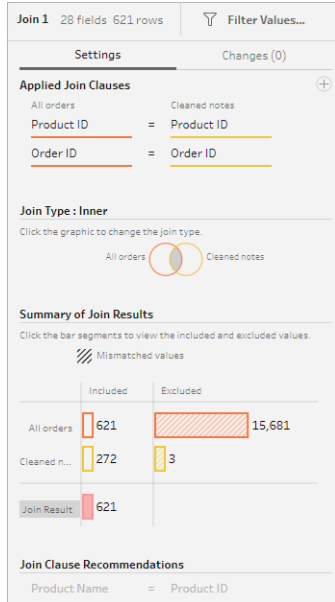 Join 1 28 fields 621 rows Filter Values...
Settings Changes (0)
Applied Join Clauses
All orders Cleaned notes
Product ID = Product ID
Order ID = Order ID
Join Type : Inner
Click the graphic to change the join type.
All orders Cleaned notes
Summary of Join Results
Click the bar segments to view the included and excluded values.
Mismatched values
Included Excluded
All orders 621 15,681
Cleaned n... 272 3
Join Result 621
Join Clause Recommendations
Product Name = Product ID